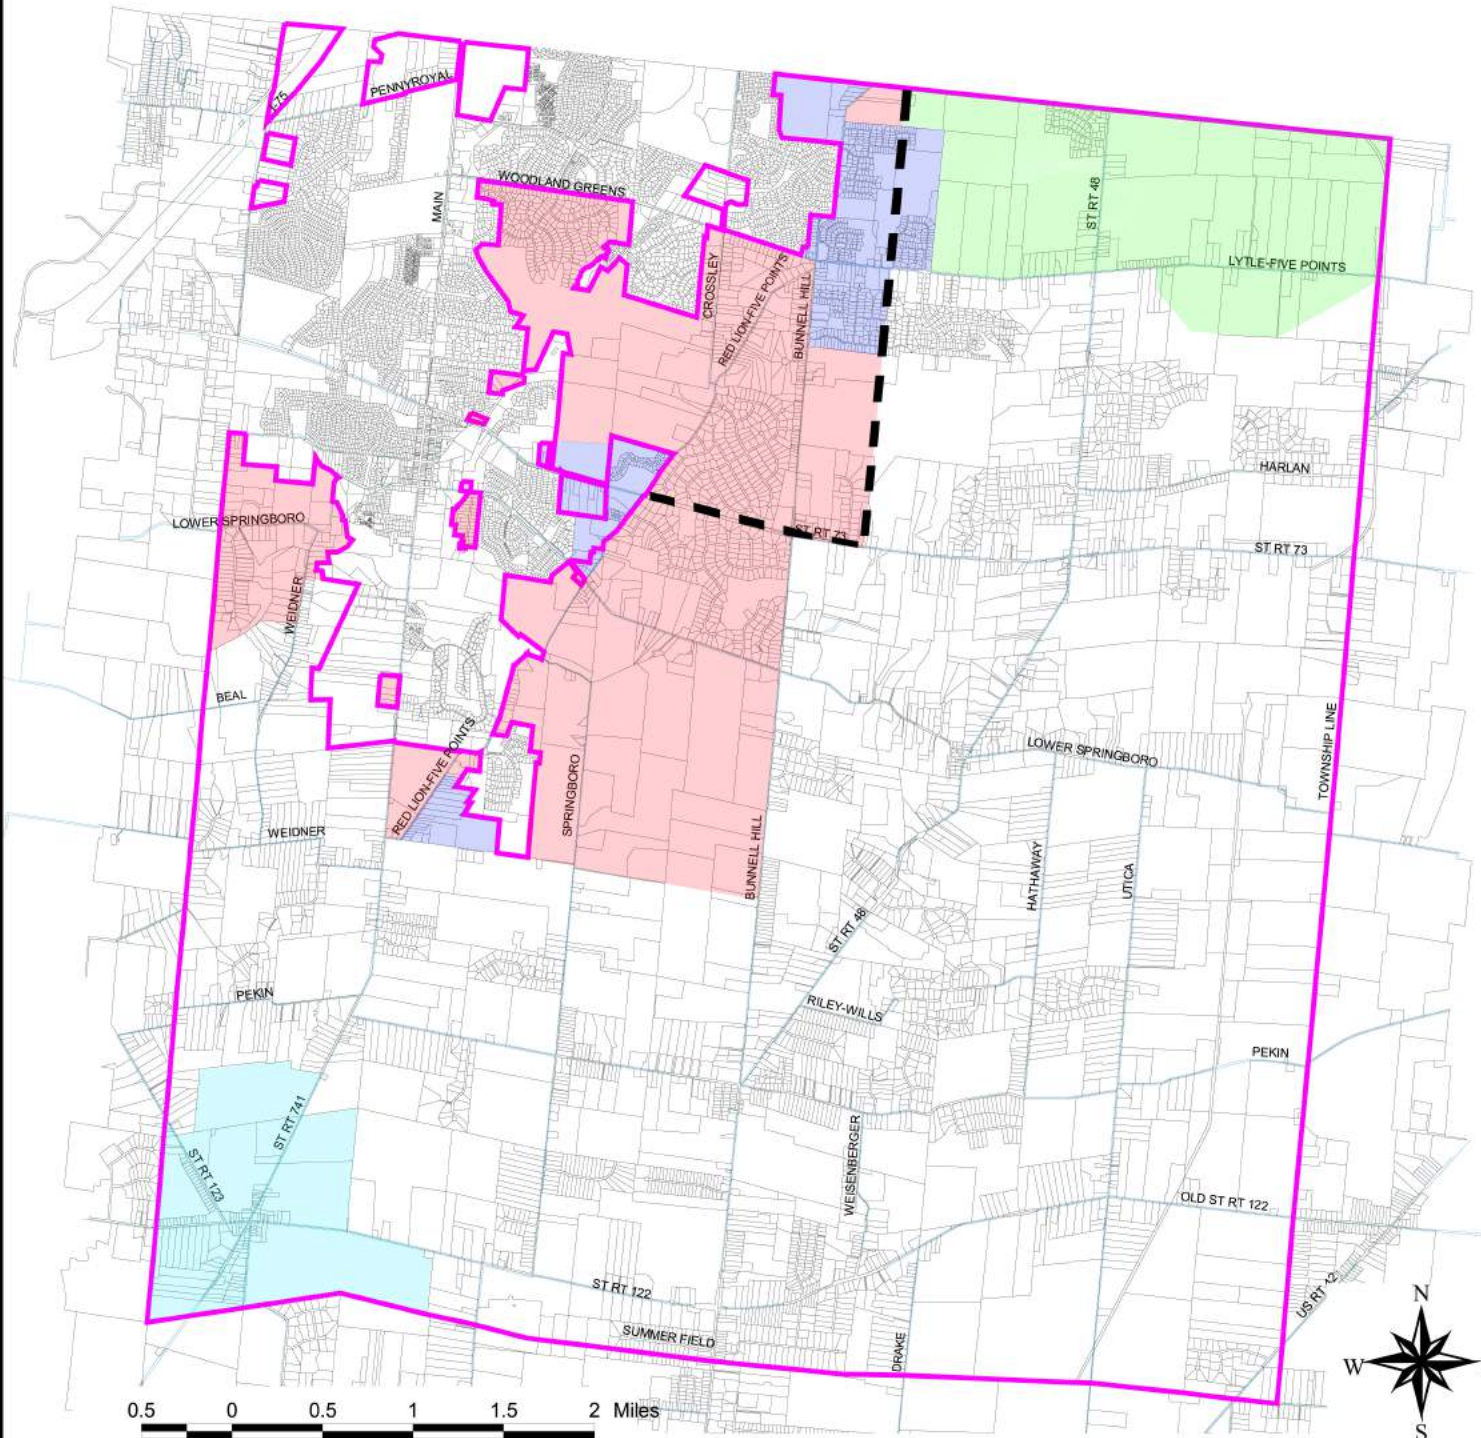 I-75
PENNYROYAL
WOODLAND GREENS
MAIN
ST RT 48
CROSSLEY
RED LION-FIVE POINTS
BUNNELL HILL
LYTLE-FIVE POINTS
HARLAN
LOWER SPRINGBORO
ST RT 73
ST RT 73
WEIDNER
BEAL
RED LION-FIVE POINTS
SPRINGBORO
BUNNELL HILL
LOWER SPRINGBORO
TOWNSHIP LINE
WEIDNER
HATHAWAY
UTICA
ST RT 48
PEKIN
RILEY-WILLS
PEKIN
ST RT 741
ST RT 123
WEISENBERGER
OLD ST RT 122
ST RT 122
SUMMER FIELD
DRAKE
US RT 42
N
W
S
0.5 0 0.5 1 1.5 2 Miles